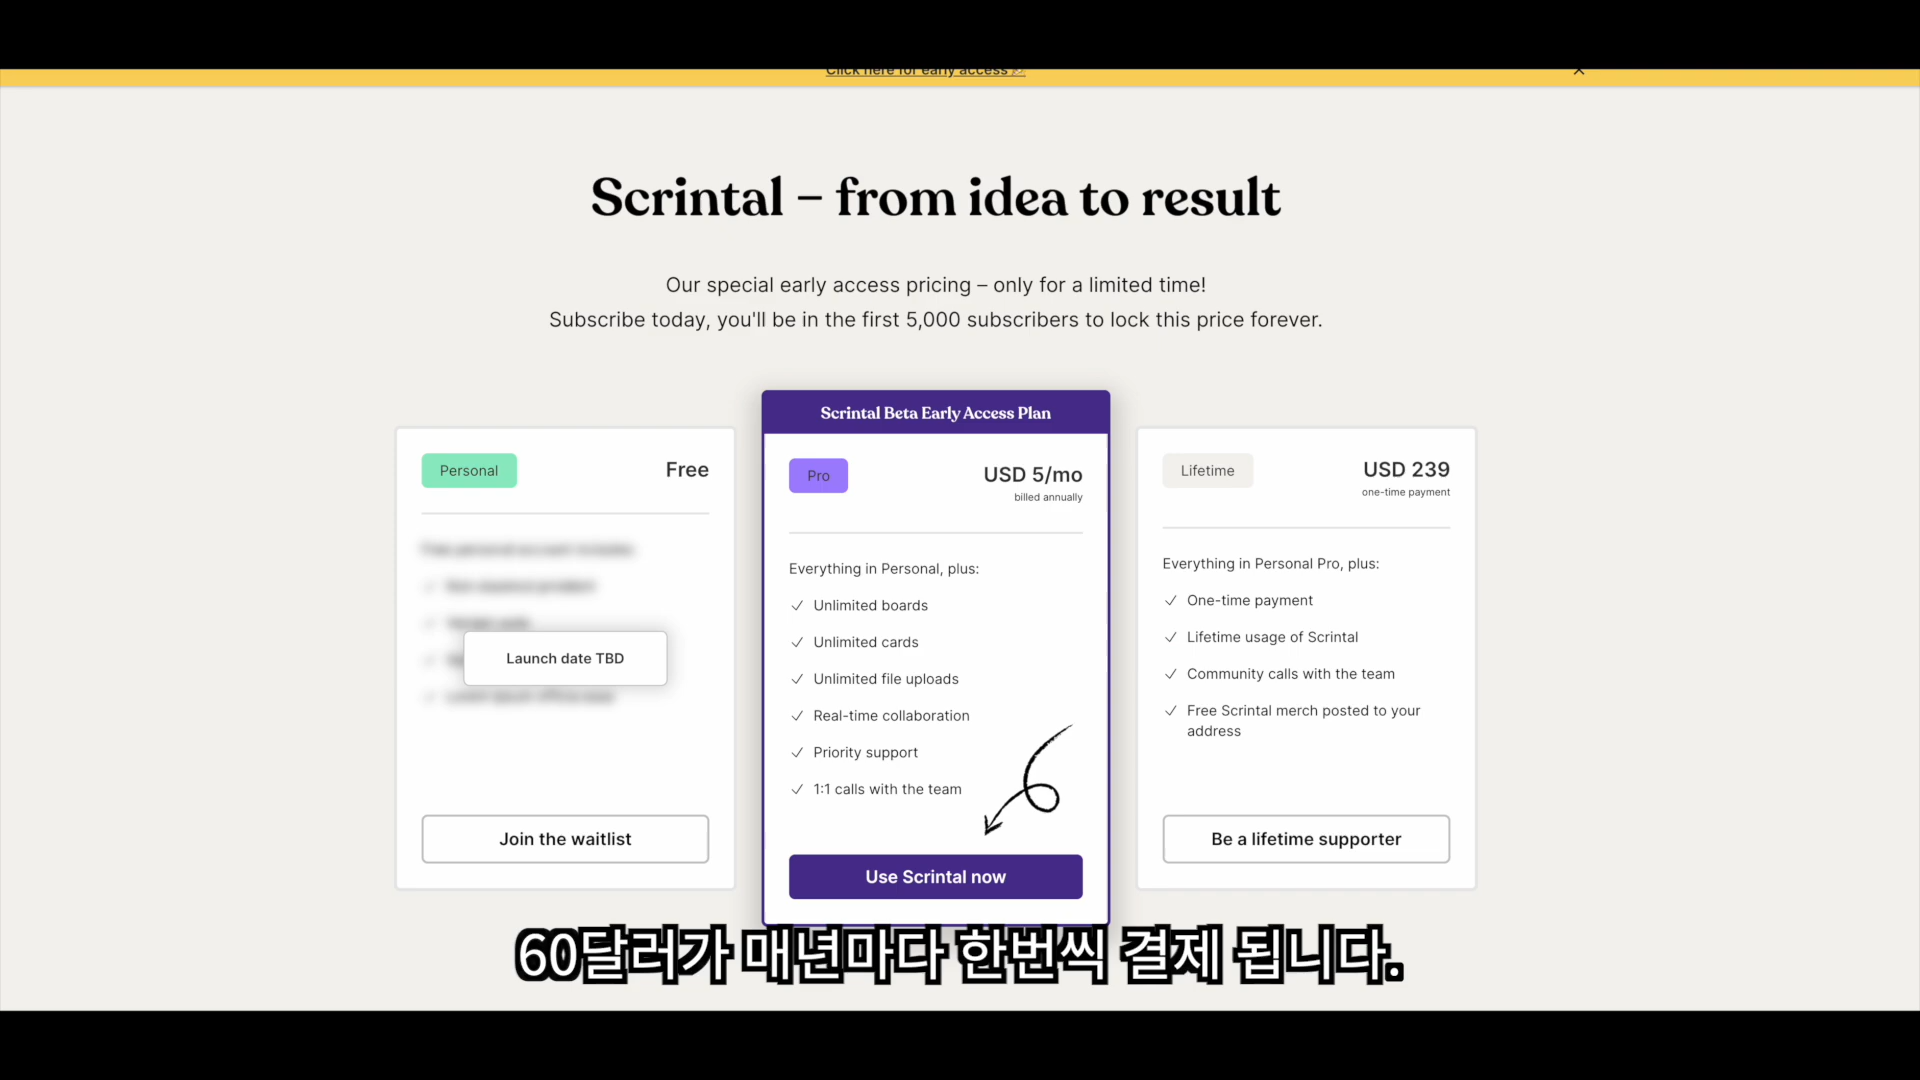 Click here for early access
Scrintal – from idea to result
Our special early access pricing – only for a limited time!
Subscribe today, you'll be in the first 5,000 subscribers to lock this price forever.
Personal
Free
Launch date TBD
Join the waitlist
Scrintal Beta Early Access Plan
Pro
USD 5/mo
billed annually
Everything in Personal, plus:
Unlimited boards
Unlimited cards
Unlimited file uploads
Real-time collaboration
Priority support
1:1 calls with the team
Use Scrintal now
Lifetime
USD 239
one-time payment
Everything in Personal Pro, plus:
One-time payment
Lifetime usage of Scrintal
Community calls with the team
Free Scrintal merch posted to your
address
Be a lifetime supporter
60달러가 매년마다 한번씩 결제 됩니다.